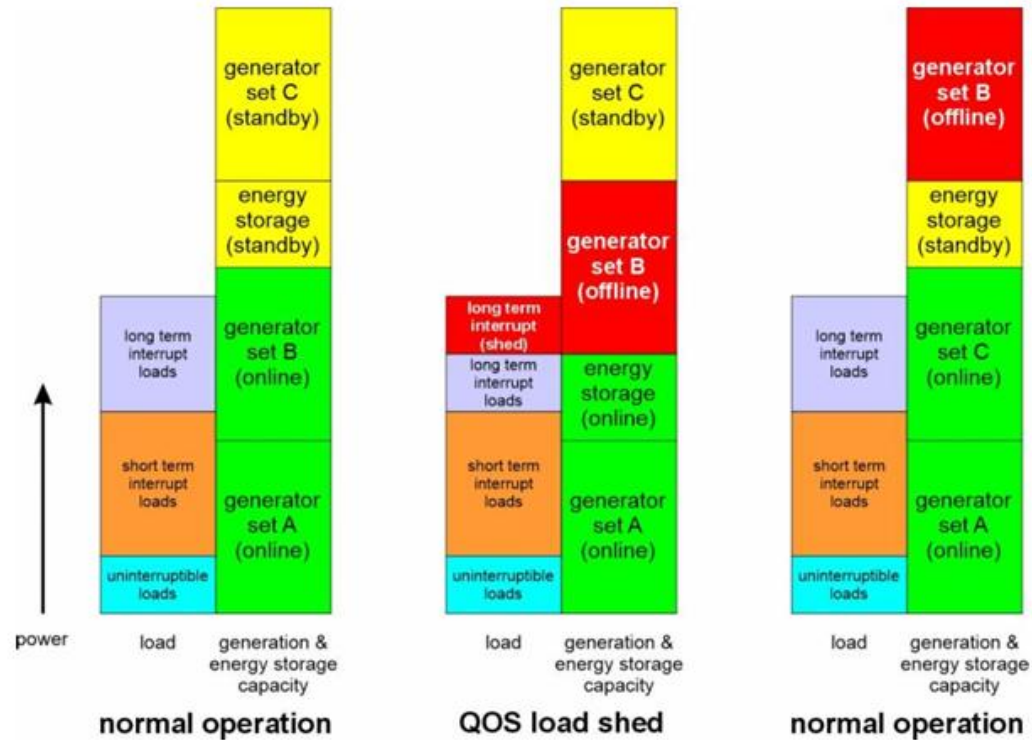 generator
set C
(standby)
energy
storage
(standby)
generator
set B
(online)
generator
set A
(online)
long term
interrupt
loads
short term
interrupt
loads
uninterruptible
loads
power
load
generation &
energy storage
capacity
normal operation
generator
set C
(standby)
generator
set B
(offline)
energy
storage
(online)
generator
set A
(online)
long term
interrupt
(shed)
long term
interrupt
loads
short term
interrupt
loads
uninterruptible
loads
load
generation &
energy storage
capacity
QOS load shed
generator
set B
(offline)
energy
storage
(standby)
generator
set C
(online)
generator
set A
(online)
long term
interrupt
loads
short term
interrupt
loads
uninterruptible
loads
load
generation &
energy storage
capacity
normal operation